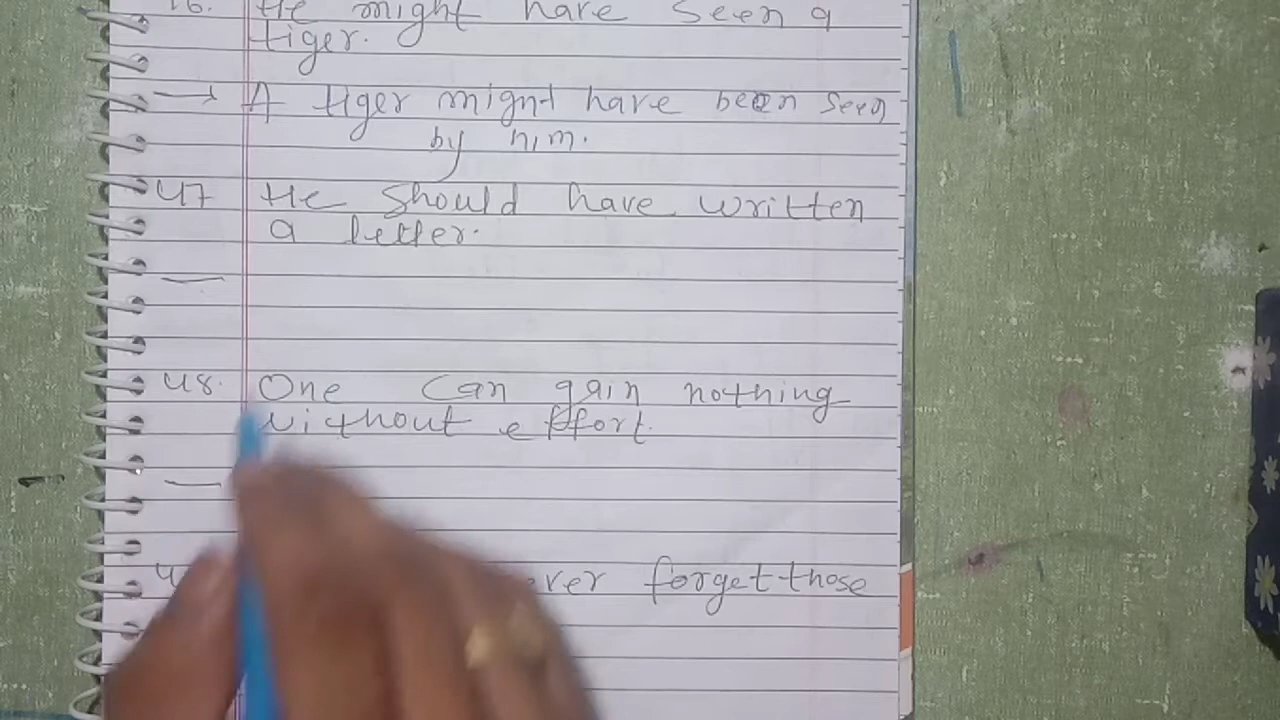 16. He might have seen a
tiger.
→ A tiger might have been seen
by him.
47 He should have written
a letter.
48. One can gain nothing
without effort.
forget those